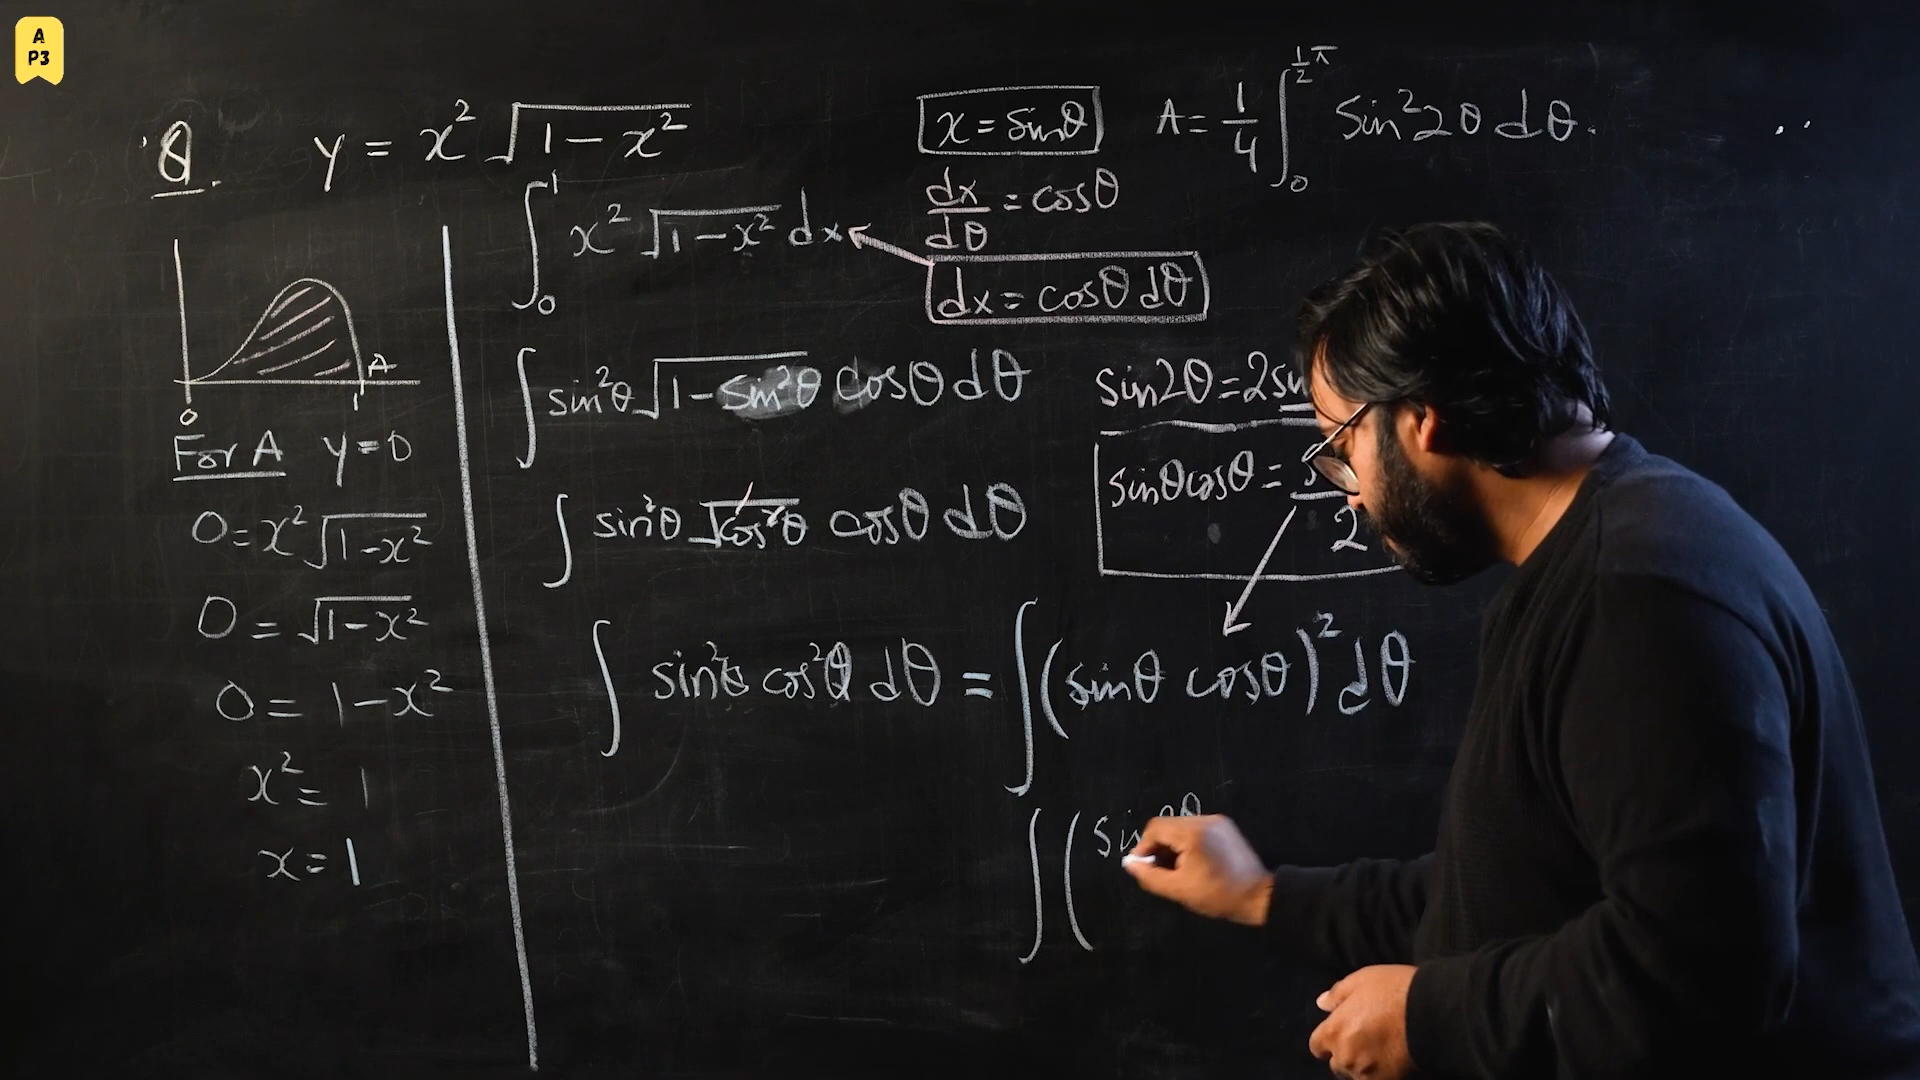 A
P3
Q. y = x² √(1 − x²)
0 1 A
For A y = 0
0 = x² √(1 − x²)
0 = √(1 − x²)
0 = 1 − x²
x² = 1
x = 1
∫₀¹ x² √(1 − x²) dx
∫ sin²θ √(1 − sin²θ) cosθ dθ
∫ sin²θ √(cos²θ) cosθ dθ
∫ sin²θ cos²θ dθ = ∫ (sinθ cosθ)² dθ
x = sinθ
dx/dθ = cosθ
dx = cosθ dθ
A = 1/4 ∫₀^(½π) sin²2θ dθ.
sin2θ = 2
sinθcosθ = /2
∫ (